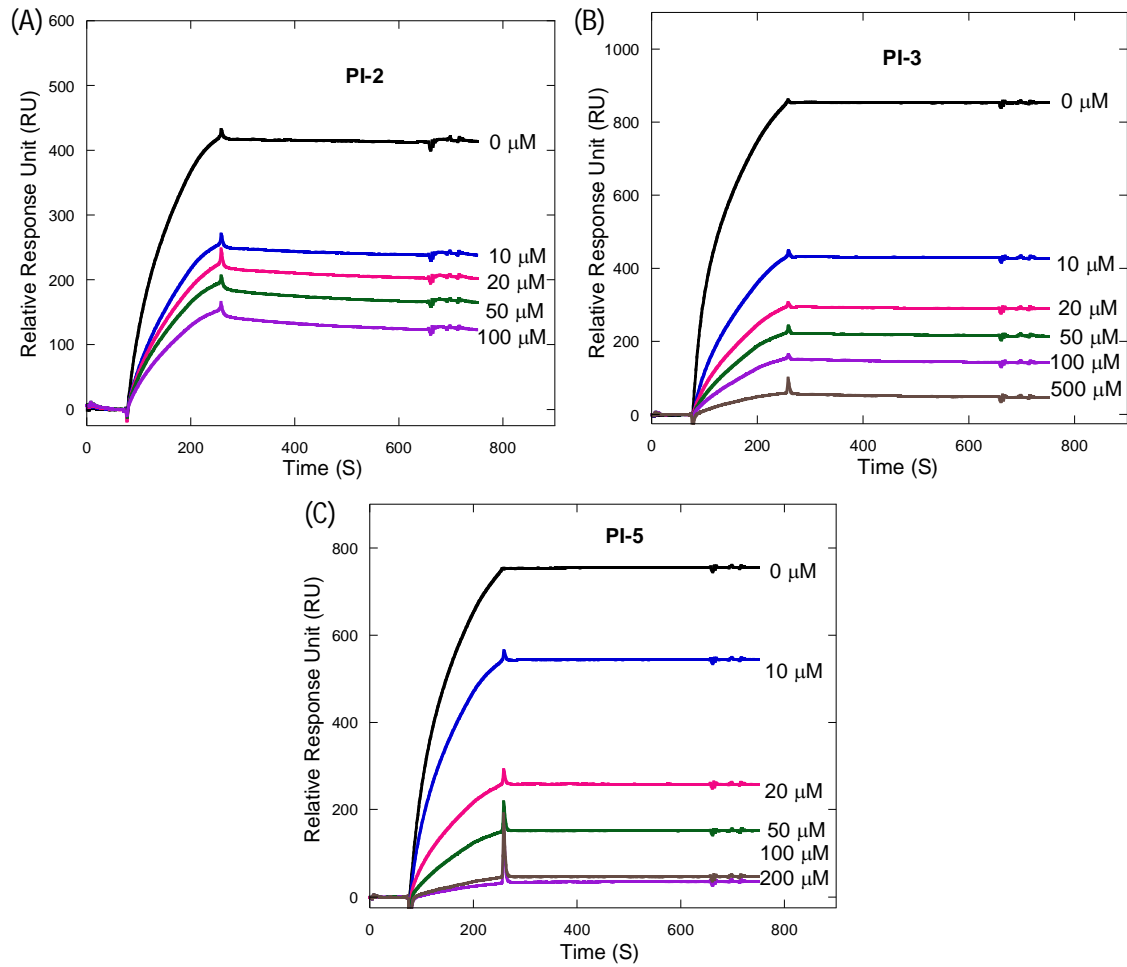 (A)
PI-2
Relative Response Unit (RU)
600
500
400
300
200
100
0
0 μM
10 μM
20 μM
50 μM
100 μM
0
200
400
600
800
Time (S)
(B)
PI-3
Relative Response Unit (RU)
1000
800
600
400
200
0
0 μM
10 μM
20 μM
50 μM
100 μM
500 μM
0
200
400
600
800
Time (S)
(C)
PI-5
Relative Response Unit (RU)
800
600
400
200
0
0 μM
10 μM
20 μM
50 μM
100 μM
200 μM
0
200
400
600
800
Time (S)